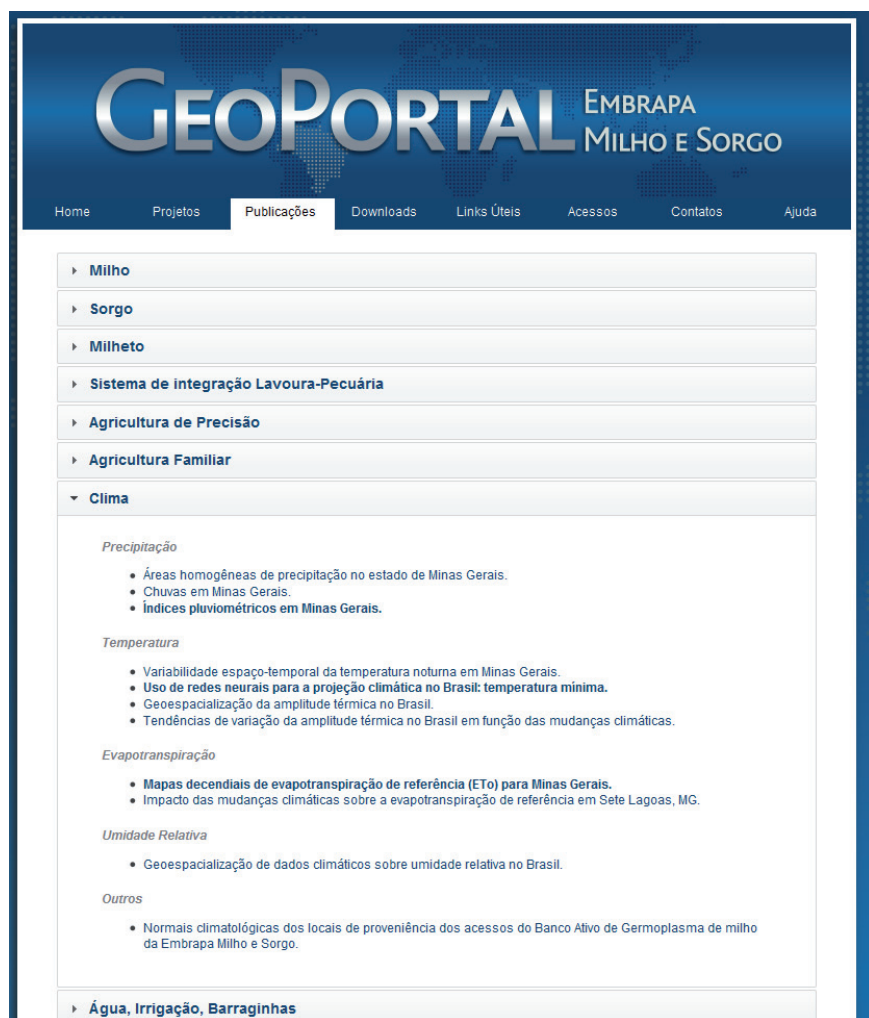 GEOPORTAL EMBRAPA
MILHO E SORGO
Home Projetos Publicações Downloads Links Úteis Acessos Contatos Ajuda
Milho
Sorgo
Milheto
Sistema de integração Lavoura-Pecuária
Agricultura de Precisão
Agricultura Familiar
Clima
Precipitação
Áreas homogêneas de precipitação no estado de Minas Gerais.
Chuvas em Minas Gerais.
Índices pluviométricos em Minas Gerais.
Temperatura
Variabilidade espaço-temporal da temperatura noturna em Minas Gerais.
Uso de redes neurais para a projeção climática no Brasil: temperatura mínima.
Geoespacialização da amplitude térmica no Brasil.
Tendências de variação da amplitude térmica no Brasil em função das mudanças climáticas.
Evapotranspiração
Mapas decendiais de evapotranspiração de referência (ETo) para Minas Gerais.
Impacto das mudanças climáticas sobre a evapotranspiração de referência em Sete Lagoas, MG.
Umidade Relativa
Geoespacialização de dados climáticos sobre umidade relativa no Brasil.
Outros
Normais climatológicas dos locais de proveniência dos acessos do Banco Ativo de Germoplasma de milho
da Embrapa Milho e Sorgo.
Água, Irrigação, Barraginhas